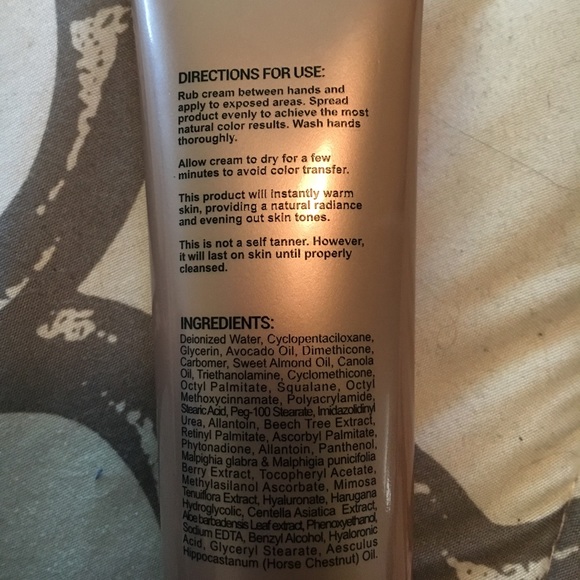 DIRECTIONS FOR USE:
Rub cream between hands and
apply to exposed areas. Spread
product evenly to achieve the most
natural color results. Wash hands
thoroughly.
Allow cream to dry for a few
minutes to avoid color transfer.
This product will instantly warm
skin, providing a natural radiance
and evening out skin tones.
This is not a self tanner. However,
it will last on skin until properly
cleansed.
INGREDIENTS:
Deionized Water, Cyclopentaciloxane,
Glycerin, Avocado Oil, Dimethicone,
Carbomer, Sweet Almond Oil, Canola
Oil, Triethanolamine, Cyclomethicone,
Octyl Palmitate, Squalane, Octyl
Methoxycinnamate, Polyacrylamide,
Stearic Acid, Peg-100 Stearate, Imidazolidinyl
Urea, Allantoin, Beech Tree Extract,
Retinyl Palmitate, Ascorbyl Palmitate,
Phytonadione, Allantoin, Panthenol,
Malpighia glabra & Malphigia punicifolia
Berry Extract, Tocopheryl Acetate,
Methylasilanol Ascorbate, Mimosa
Tenuiflora Extract, Hyaluronate, Harugana
Hydroglycolic, Centella Asiatica Extract,
Aloe barbadensis Leaf extract, Phenoxyethanol,
Sodium EDTA, Benzyl Alcohol, Hyaluronic
Acid, Glyceryl Stearate, Aesculus
Hippocastanum (Horse Chestnut) Oil.